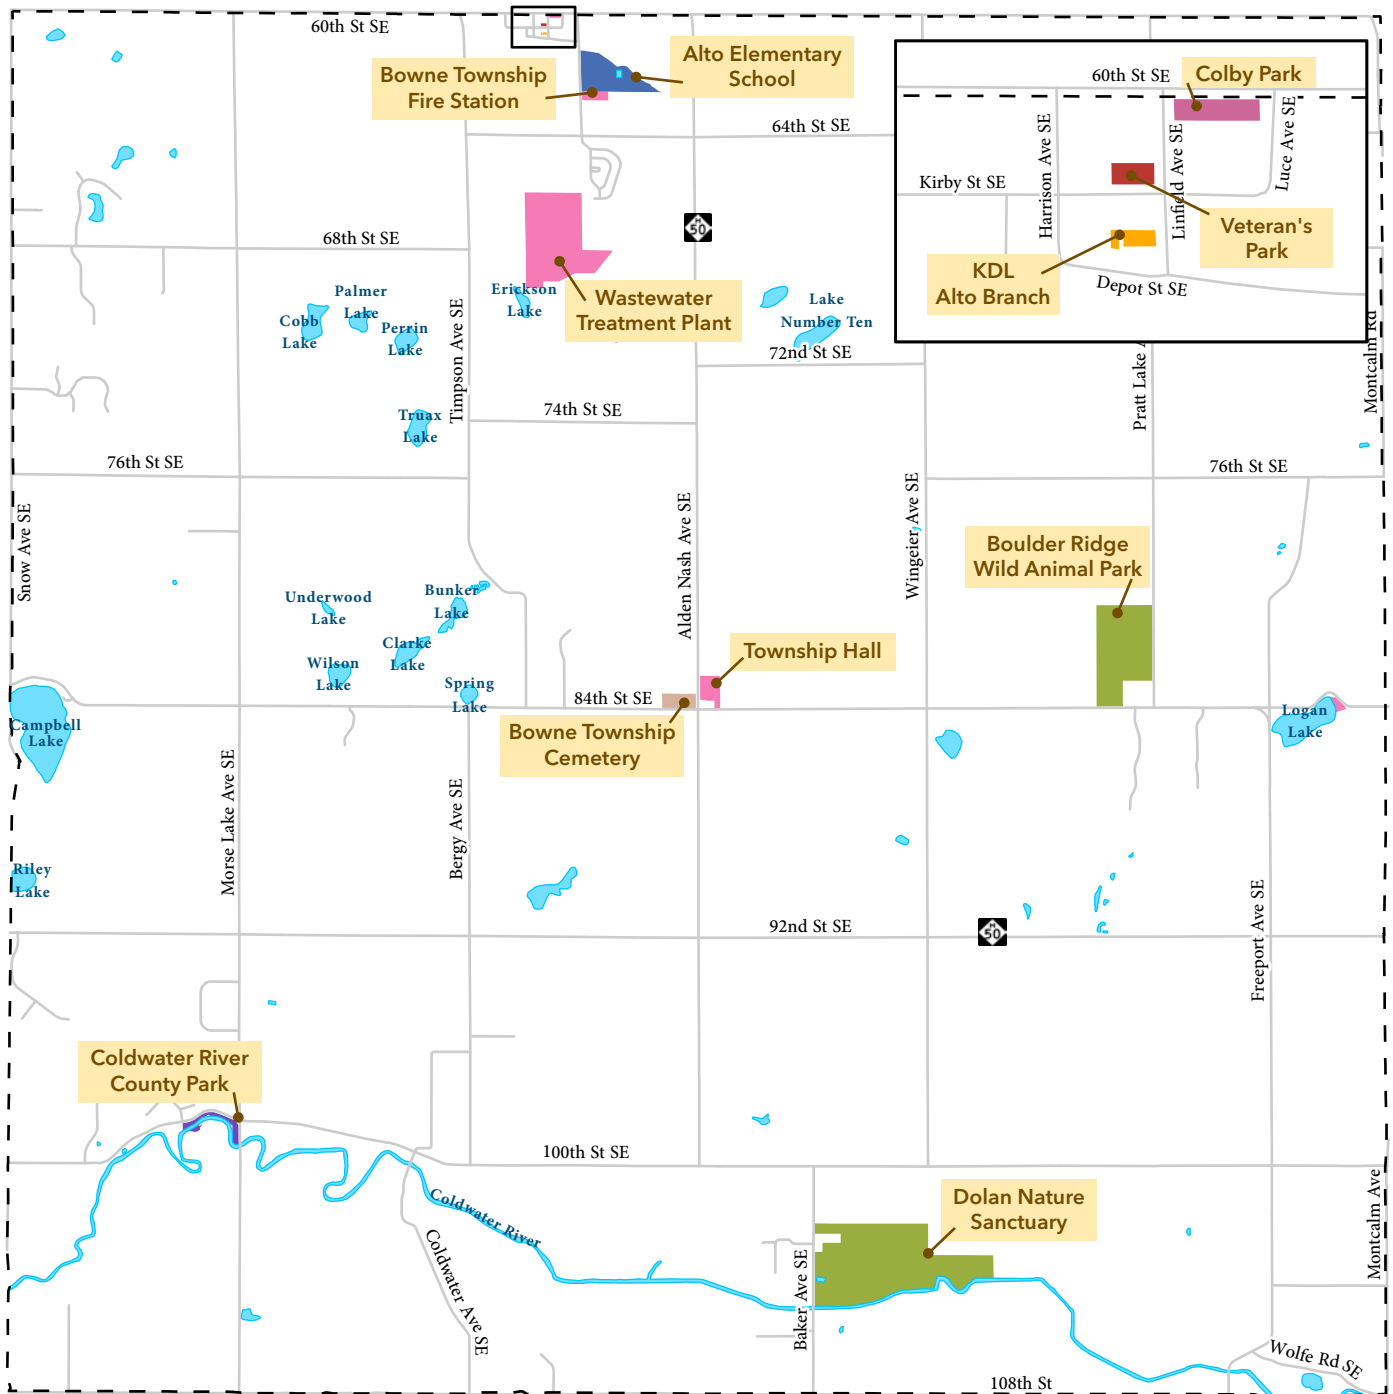 60th St SE
Alto Elementary
School
Bowne Township
Fire Station
64th St SE
60th St SE
Colby Park
Harrison Ave SE
Linfield Ave SE
Luce Ave SE
Kirby St SE
Veteran's
Park
KDL
Alto Branch
Depot St SE
M
50
68th St SE
Wastewater
Treatment Plant
Erickson
Lake
Palmer
Lake
Cobb
Lake
Perrin
Lake
Truax
Lake
Timpson Ave SE
Lake
Number Ten
72nd St SE
74th St SE
Pratt Lake A
Montcalm Rd
76th St SE
76th St SE
Snow Ave SE
Alden Nash Ave SE
Wingeier Ave SE
Boulder Ridge
Wild Animal Park
Underwood
Lake
Bunker
Lake
Clarke
Lake
Wilson
Lake
Spring
Lake
Township Hall
84th St SE
Bowne Township
Cemetery
Campbell
Lake
Logan
Lake
Morse Lake Ave SE
Bergy Ave SE
Riley
Lake
Freeport Ave SE
92nd St SE
M
50
Coldwater River
County Park
100th St SE
Coldwater River
Coldwater Ave SE
Dolan Nature
Sanctuary
Baker Ave SE
Montcalm Ave
Wolfe Rd SE
108th St